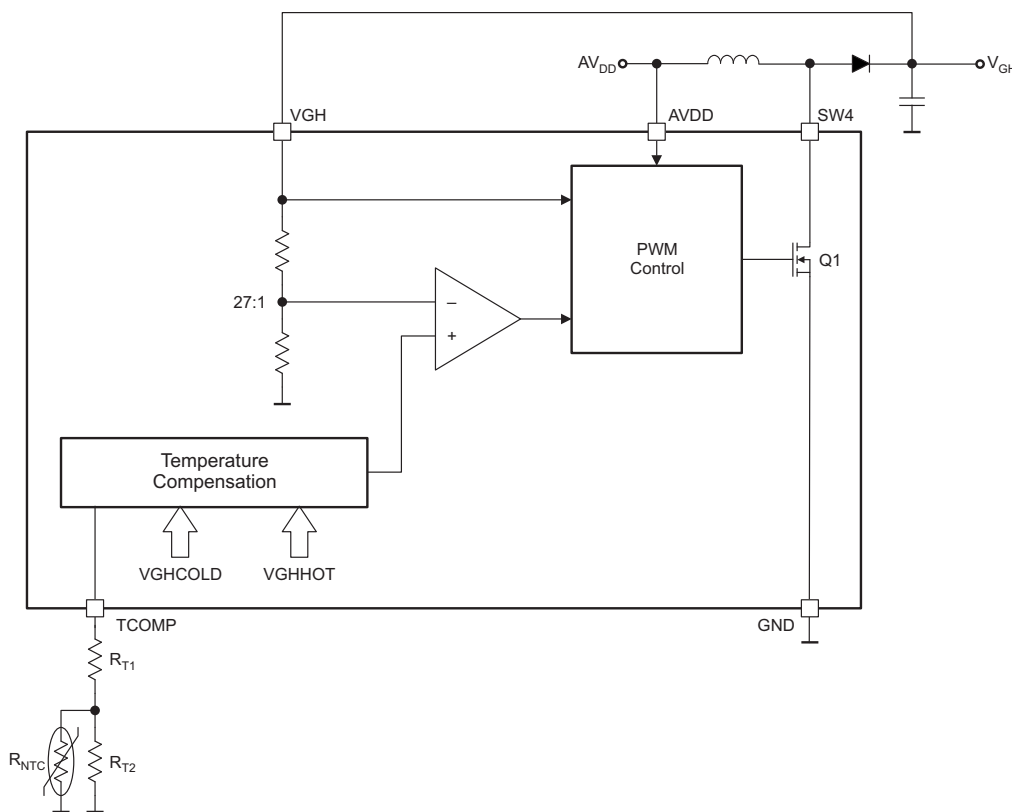 AVDD
VGH
VGH
AVDD
SW4
PWM
Control
Q1
27:1
–
+
Temperature
Compensation
VGHCOLD
VGHHOT
TCOMP
GND
RT1
RNTC
RT2